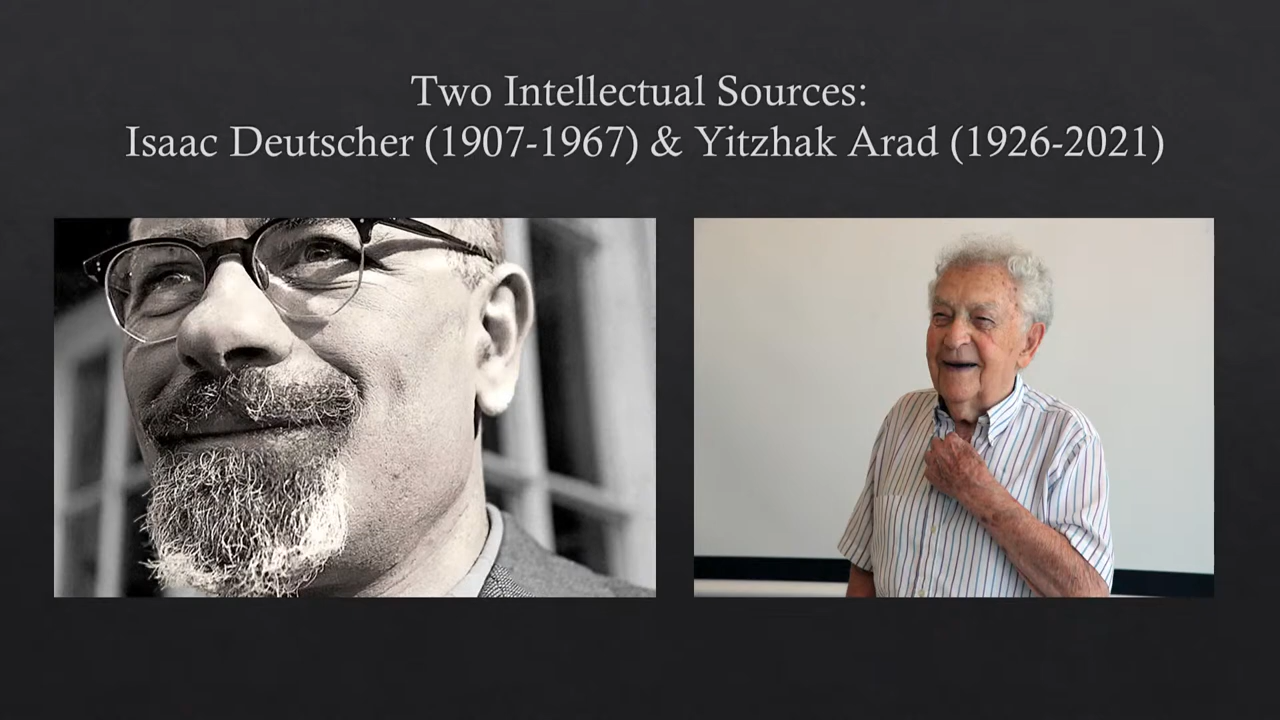 Two Intellectual Sources:
Isaac Deutscher (1907-1967) & Yitzhak Arad (1926-2021)